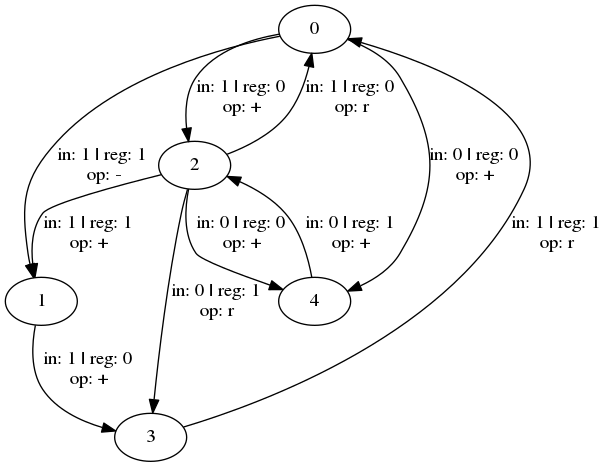 0
in: 1 | reg: 0
op: +
in: 1 | reg: 0
op: r
in: 1 | reg: 1
op: -
2
in: 0 | reg: 0
op: +
in: 1 | reg: 1
op: +
in: 0 | reg: 0
op: +
in: 0 | reg: 1
op: +
in: 1 | reg: 1
op: r
1
in: 0 | reg: 1
op: r
4
in: 1 | reg: 0
op: +
3